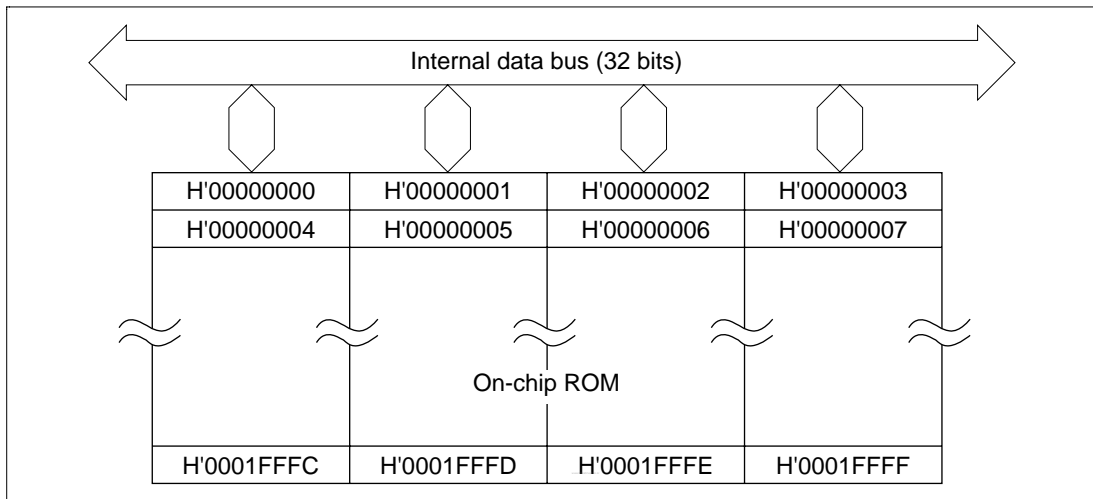 Internal data bus (32 bits)
H'00000000 H'00000001 H'00000002 H'00000003
H'00000004 H'00000005 H'00000006 H'00000007
On-chip ROM
H'0001FFFC H'0001FFFD H'0001FFFE H'0001FFFF